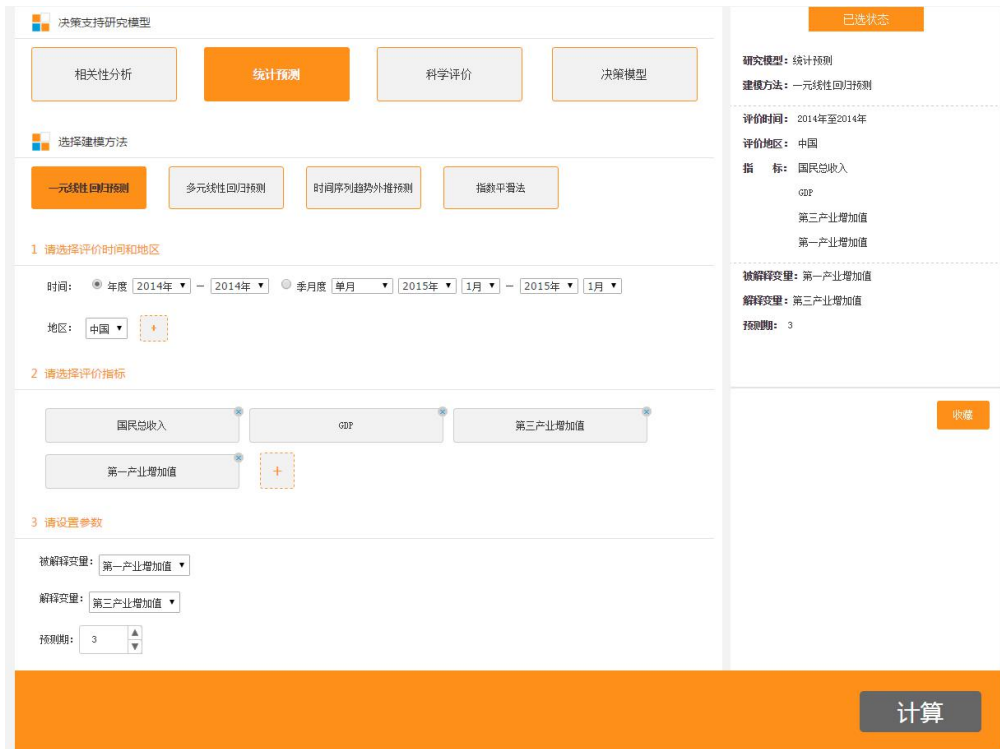 决策支持研究模型
相关性分析 统计预测 科学评价 决策模型
选择建模方法
一元线性回归预测 多元线性回归预测 时间序列趋势外推预测 指数平滑法
1 请选择评价时间和地区
时间: 年度 2014年 - 2014年 季月度 单月 2015年 1月 - 2015年 1月
地区: 中国 +
2 请选择评价指标
国民总收入 GDP 第三产业增加值
第一产业增加值 +
3 请设置参数
被解释变量: 第一产业增加值
解释变量: 第三产业增加值
预测期: 3
已选状态
研究模型: 统计预测
建模方法: 一元线性回归预测
评价时间: 2014年至2014年
评价地区: 中国
指 标: 国民总收入
GDP
第三产业增加值
第一产业增加值
被解释变量: 第一产业增加值
解释变量: 第三产业增加值
预测期: 3
收藏
计算